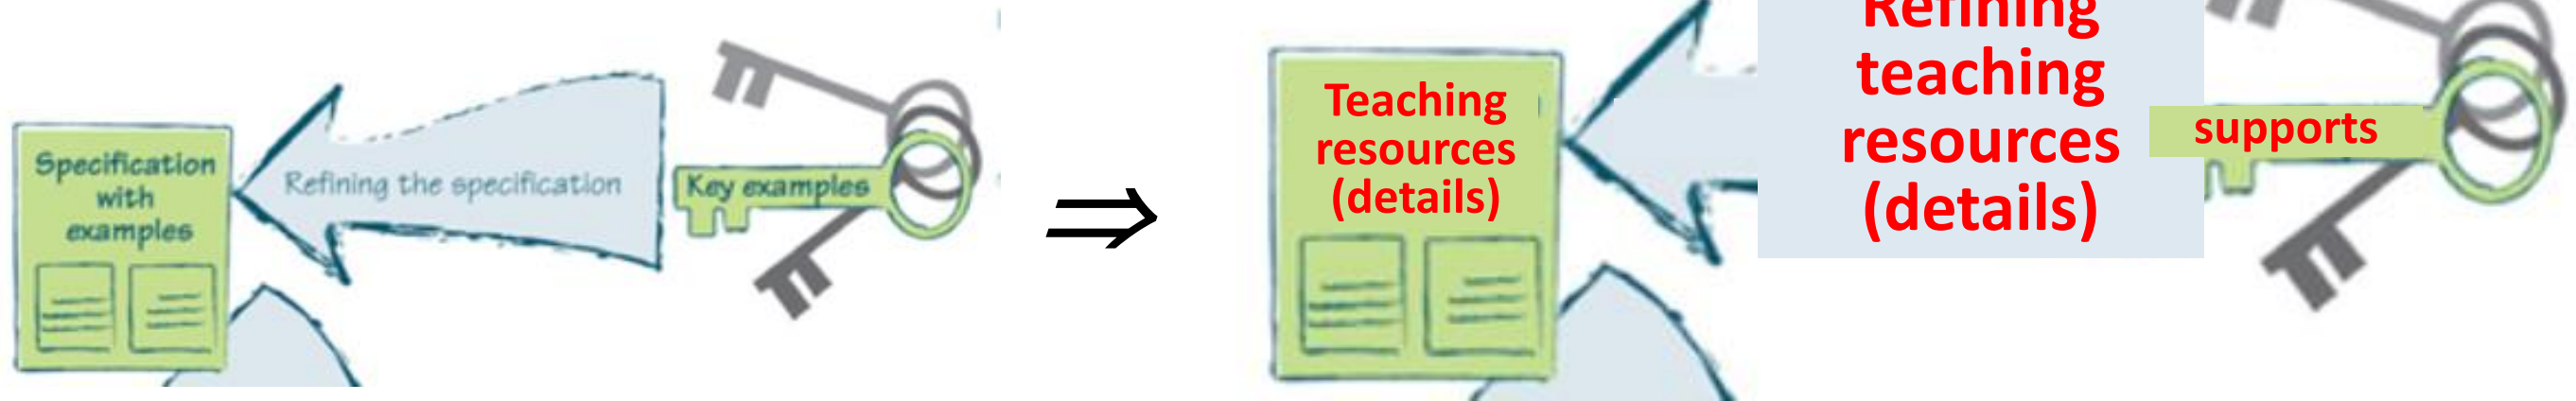 Specification
with
examples
Refining the specification
Key examples
⇒
Teaching
resources
(details)
Refining
teaching
resources
(details)
supports